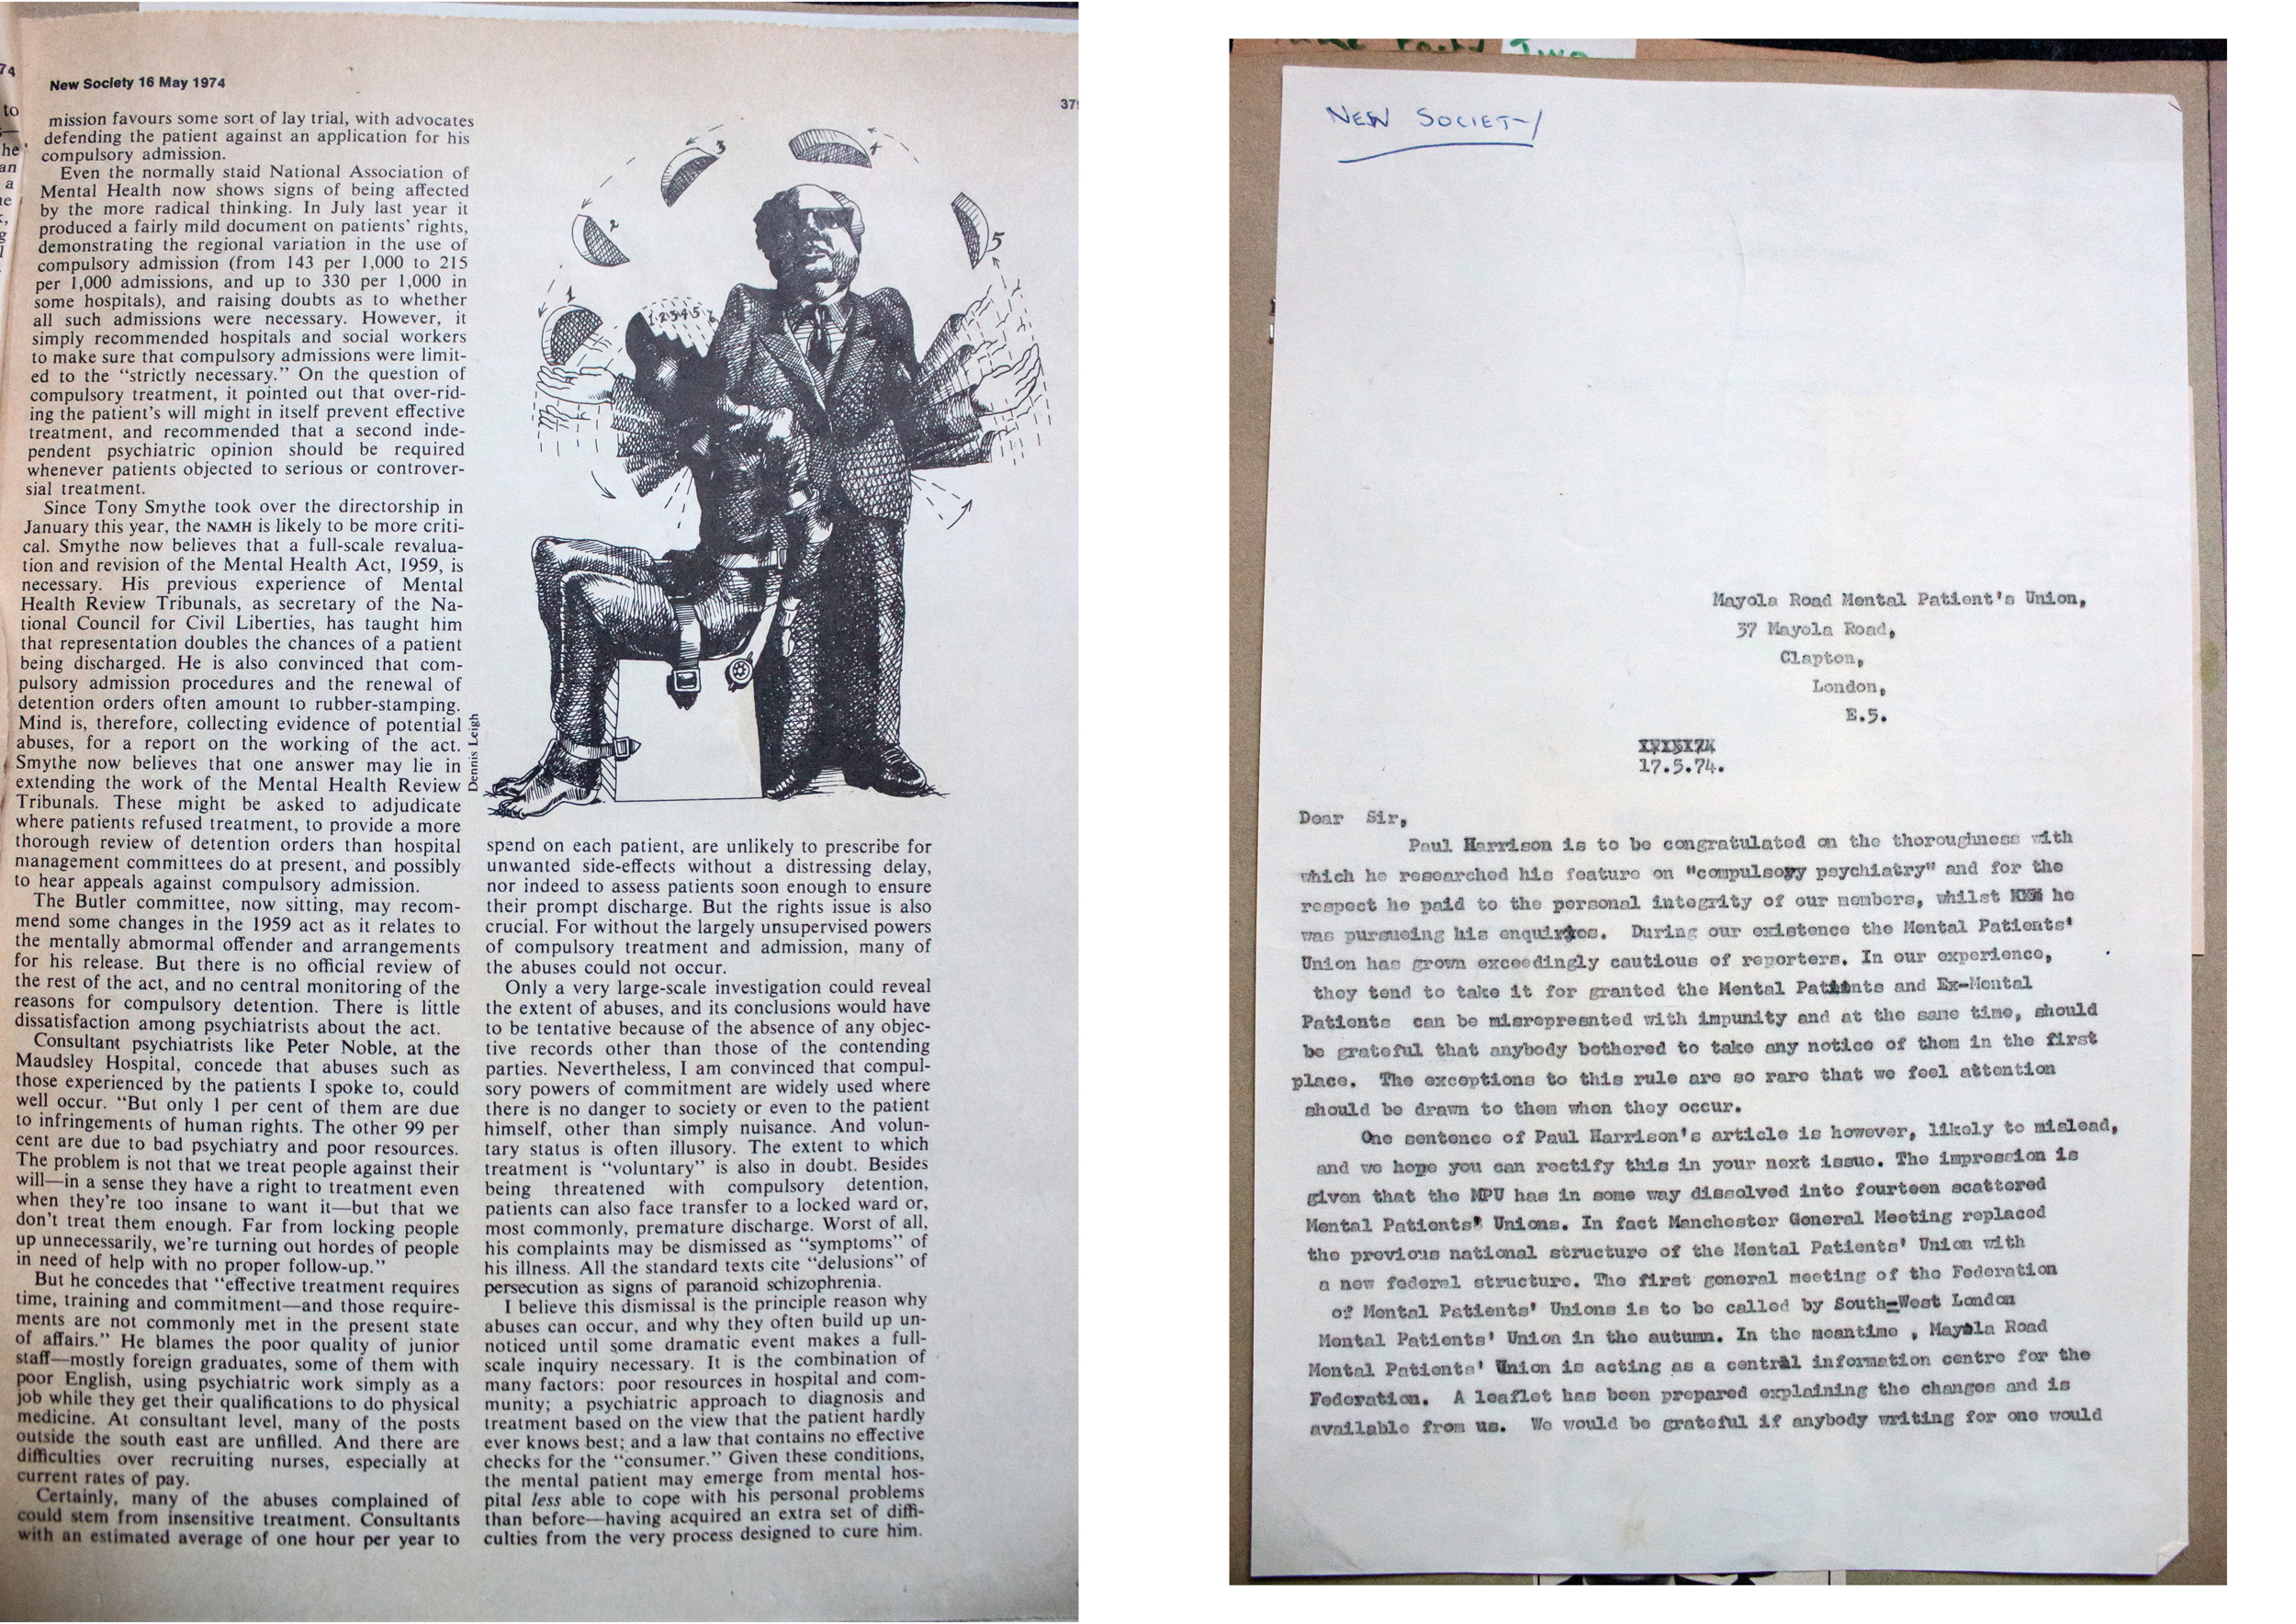 74
to
he
an
a
New Society 16 May 1974
mission favours some sort of lay trial, with advocates
defending the patient against an application for his
compulsory admission.
Even the normally staid National Association of
Mental Health now shows signs of being affected
by the more radical thinking. In July last year it
produced a fairly mild document on patients' rights,
demonstrating the regional variation in the use of
compulsory admission (from 143 per 1,000 to 215
per 1,000 admissions, and up to 330 per 1,000 in
some hospitals), and raising doubts as to whether
all such admissions were necessary. However, it
simply recommended hospitals and social workers
to make sure that compulsory admissions were limit-
ed to the "strictly necessary." On the question of
compulsory treatment, it pointed out that over-rid-
ing the patient's will might in itself prevent effective
treatment, and recommended that a second inde-
pendent psychiatric opinion should be required
whenever patients objected to serious or controver-
sial treatment.
Since Tony Smythe took over the directorship in
January this year, the NAMH is likely to be more criti-
cal. Smythe now believes that a full-scale revalua-
tion and revision of the Mental Health Act, 1959, is
necessary. His previous experience of Mental
Health Review Tribunals, as secretary of the Na-
tional Council for Civil Liberties, has taught him
that representation doubles the chances of a patient
being discharged. He is also convinced that com-
pulsory admission procedures and the renewal of
detention orders often amount to rubber-stamping.
Mind is, therefore, collecting evidence of potential
abuses, for a report on the working of the act.
Smythe now believes that one answer may lie in
extending the work of the Mental Health Review
Tribunals. These might be asked to adjudicate
where patients refused treatment, to provide a more
thorough review of detention orders than hospital
management committees do at present, and possibly
to hear appeals against compulsory admission.
The Butler committee, now sitting, may recom-
mend some changes in the 1959 act as it relates to
the mentally abnormal offender and arrangements
for his release. But there is no official review of
the rest of the act, and no central monitoring of the
reasons for compulsory detention. There is little
dissatisfaction among psychiatrists about the act.
Consultant psychiatrists like Peter Noble, at the
Maudsley Hospital, concede that abuses such as
those experienced by the patients I spoke to, could
well occur. "But only 1 per cent of them are due
to infringements of human rights. The other 99 per
cent are due to bad psychiatry and poor resources.
The problem is not that we treat people against their
will—in a sense they have a right to treatment even
when they're too insane to want it—but that we
don't treat them enough. Far from locking people
up unnecessarily, we're turning out hordes of people
in need of help with no proper follow-up."
But he concedes that "effective treatment requires
time, training and commitment—and those require-
ments are not commonly met in the present state
of affairs." He blames the poor quality of junior
staff—mostly foreign graduates, some of them with
poor English, using psychiatric work simply as a
job while they get their qualifications to do physical
medicine. At consultant level, many of the posts
outside the south east are unfilled. And there are
difficulties over recruiting nurses, especially at
current rates of pay.
Certainly, many of the abuses complained of
could stem from insensitive treatment. Consultants
with an estimated average of one hour per year to
37
1
2
3
4
5
1 2 3 4 5 6
Dennis Leigh
spend on each patient, are unlikely to prescribe for
unwanted side-effects without a distressing delay,
nor indeed to assess patients soon enough to ensure
their prompt discharge. But the rights issue is also
crucial. For without the largely unsupervised powers
of compulsory treatment and admission, many of
the abuses could not occur.
Only a very large-scale investigation could reveal
the extent of abuses, and its conclusions would have
to be tentative because of the absence of any objec-
tive records other than those of the contending
parties. Nevertheless, I am convinced that compul-
sory powers of commitment are widely used where
there is no danger to society or even to the patient
himself, other than simply nuisance. And volun-
tary status is often illusory. The extent to which
treatment is "voluntary" is also in doubt. Besides
being threatened with compulsory detention,
patients can also face transfer to a locked ward or,
most commonly, premature discharge. Worst of all,
his complaints may be dismissed as "symptoms" of
his illness. All the standard texts cite "delusions" of
persecution as signs of paranoid schizophrenia.
I believe this dismissal is the principle reason why
abuses can occur, and why they often build up un-
noticed until some dramatic event makes a full-
scale inquiry necessary. It is the combination of
many factors: poor resources in hospital and com-
munity; a psychiatric approach to diagnosis and
treatment based on the view that the patient hardly
ever knows best; and a law that contains no effective
checks for the "consumer." Given these conditions,
the mental patient may emerge from mental hos-
pital less able to cope with his personal problems
than before—having acquired an extra set of diffi-
culties from the very process designed to cure him.
Two
NEW SOCIETY
Mayola Road Mental Patient's Union,
37 Mayola Road,
Clapton,
London,
E.5.
17.5.74.
Dear Sir,
Paul Harrison is to be congratulated on the thoroughness with
which he researched his feature on "compulsory psychiatry" and for the
respect he paid to the personal integrity of our members, whilst he
was pursueing his enquiries. During our existence the Mental Patients'
Union has grown exceedingly cautious of reporters. In our experience,
they tend to take it for granted the Mental Patients and Ex-Mental
Patients can be misrepresnted with impunity and at the same time, should
be grateful that anybody bothered to take any notice of them in the first
place. The exceptions to this rule are so rare that we feel attention
should be drawn to them when they occur.
One sentence of Paul Harrison's article is however, likely to mislead,
and we hope you can rectify this in your next issue. The impression is
given that the MPU has in some way dissolved into fourteen scattered
Mental Patients' Unions. In fact Manchester General Meeting replaced
the previous national structure of the Mental Patients' Union with
a new federal structure. The first general meeting of the Federation
of Mental Patients' Unions is to be called by South-West London
Mental Patients' Union in the autumn. In the meantime , Mayola Road
Mental Patients' Union is acting as a central information centre for the
Federation. A leaflet has been prepared explaining the changes and is
available from us. We would be grateful if anybody writing for one would